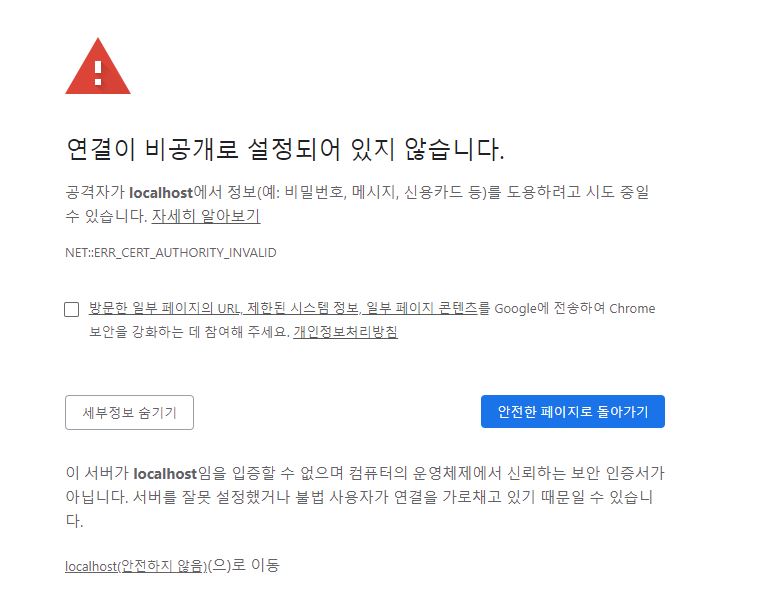 연결이 비공개로 설정되어 있지 않습니다.
공격자가 localhost에서 정보(예: 비밀번호, 메시지, 신용카드 등)를 도용하려고 시도 중일
수 있습니다. 자세히 알아보기
NET::ERR_CERT_AUTHORITY_INVALID
방문한 일부 페이지의 URL, 제한된 시스템 정보, 일부 페이지 콘텐츠를 Google에 전송하여 Chrome
보안을 강화하는 데 참여해 주세요. 개인정보처리방침
세부정보 숨기기
안전한 페이지로 돌아가기
이 서버가 localhost임을 입증할 수 없으며 컴퓨터의 운영체제에서 신뢰하는 보안 인증서가
아닙니다. 서버를 잘못 설정했거나 불법 사용자가 연결을 가로채고 있기 때문일 수 있습니
다.
localhost(안전하지 않음)(으)로 이동